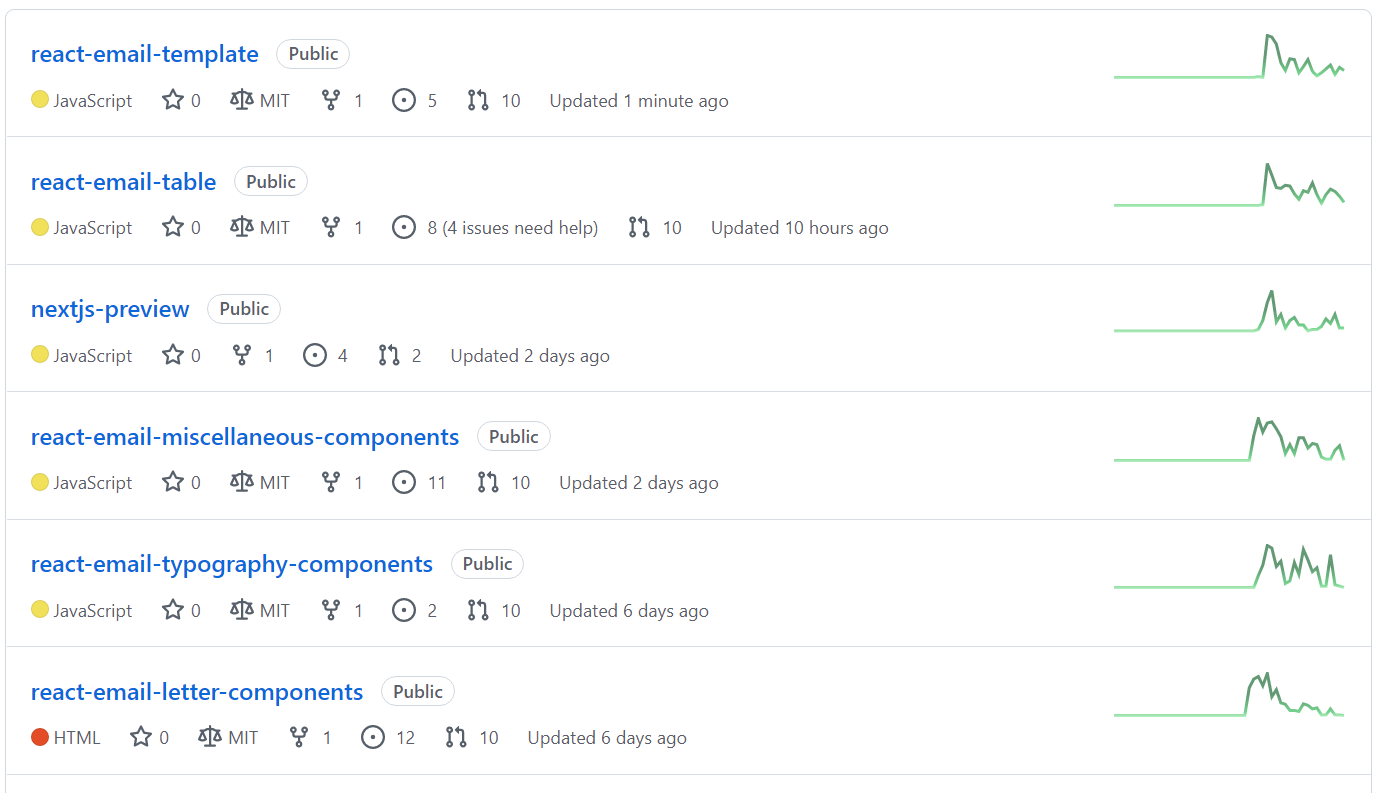 react-email-template Public
JavaScript 0 MIT 1 5 10 Updated 1 minute ago
react-email-table Public
JavaScript 0 MIT 1 8 (4 issues need help) 10 Updated 10 hours ago
nextjs-preview Public
JavaScript 0 1 4 2 Updated 2 days ago
react-email-miscellaneous-components Public
JavaScript 0 MIT 1 11 10 Updated 2 days ago
react-email-typography-components Public
JavaScript 0 MIT 1 2 10 Updated 6 days ago
react-email-letter-components Public
HTML 0 MIT 1 12 10 Updated 6 days ago